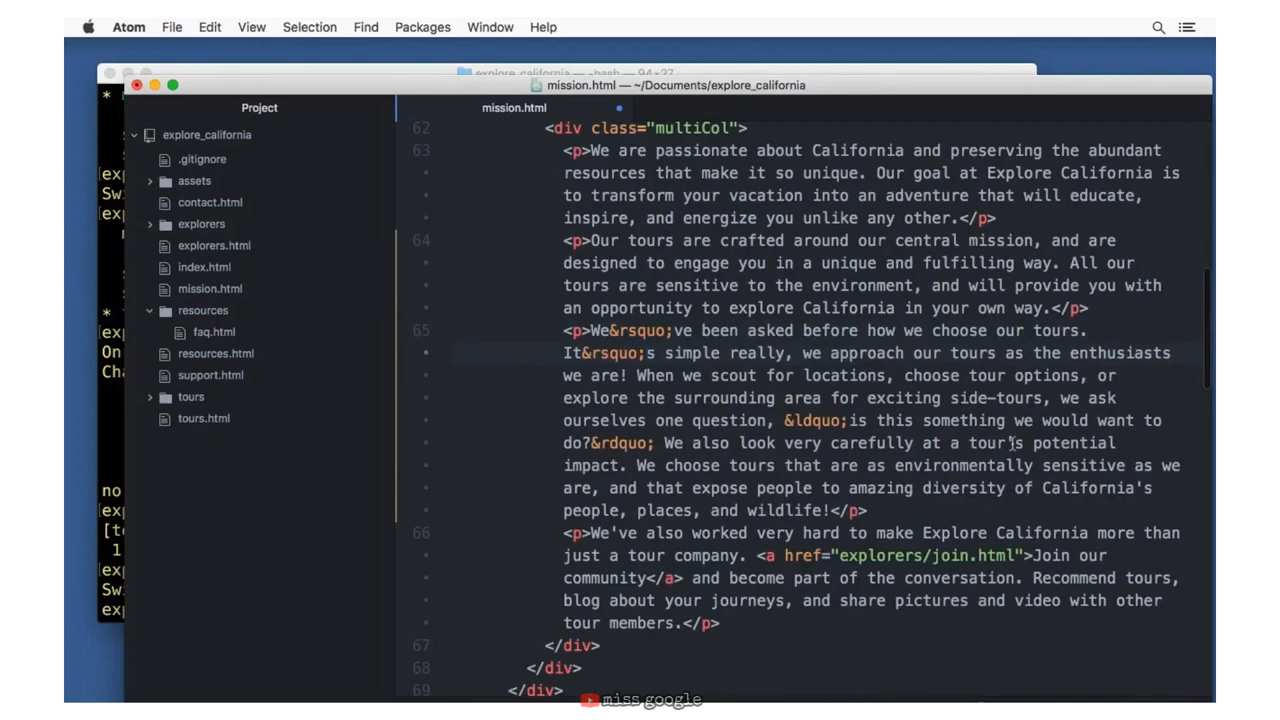 Atom File Edit View Selection Find Packages Window Help
explore_california — -bash — 94×27
mission.html — ~/Documents/explore_california
Project
mission.html
explore_california
.gitignore
assets
contact.html
explorers
explorers.html
index.html
mission.html
resources
faq.html
resources.html
support.html
tours
tours.html
62 <div class="multiCol">
63 <p>We are passionate about California and preserving the abundant
resources that make it so unique. Our goal at Explore California is
to transform your vacation into an adventure that will educate,
inspire, and energize you unlike any other.</p>
64 <p>Our tours are crafted around our central mission, and are
designed to engage you in a unique and fulfilling way. All our
tours are sensitive to the environment, and will provide you with
an opportunity to explore California in your own way.</p>
65 <p>We&rsquo;ve been asked before how we choose our tours.
It&rsquo;s simple really, we approach our tours as the enthusiasts
we are! When we scout for locations, choose tour options, or
explore the surrounding area for exciting side-tours, we ask
ourselves one question, &ldquo;is this something we would want to
do?&rdquo; We also look very carefully at a tour's potential
impact. We choose tours that are as environmentally sensitive as we
are, and that expose people to amazing diversity of California's
people, places, and wildlife!</p>
66 <p>We've also worked very hard to make Explore California more than
just a tour company. <a href="explorers/join.html">Join our
community</a> and become part of the conversation. Recommend tours,
blog about your journeys, and share pictures and video with other
tour members.</p>
67 </div>
68 </div>
69 </div>
miss google